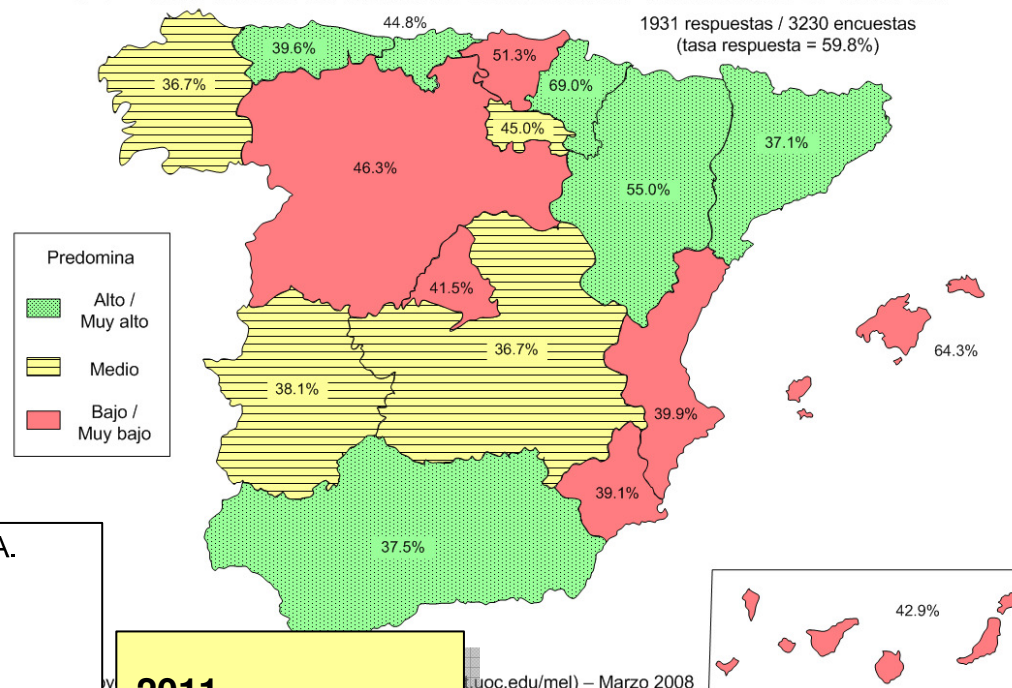 44.8%
1931 respuestas / 3230 encuestas
(tasa respuesta = 59.8%)
39.6%
51.3%
36.7%
69.0%
45.0%
37.1%
46.3%
55.0%
Predomina
Alto /
Muy alto
Medio
Bajo /
Muy bajo
41.5%
36.7%
64.3%
38.1%
39.9%
39.1%
37.5%
A.
42.9%
2011
t.uoc.edu/mel) – Marzo 2008